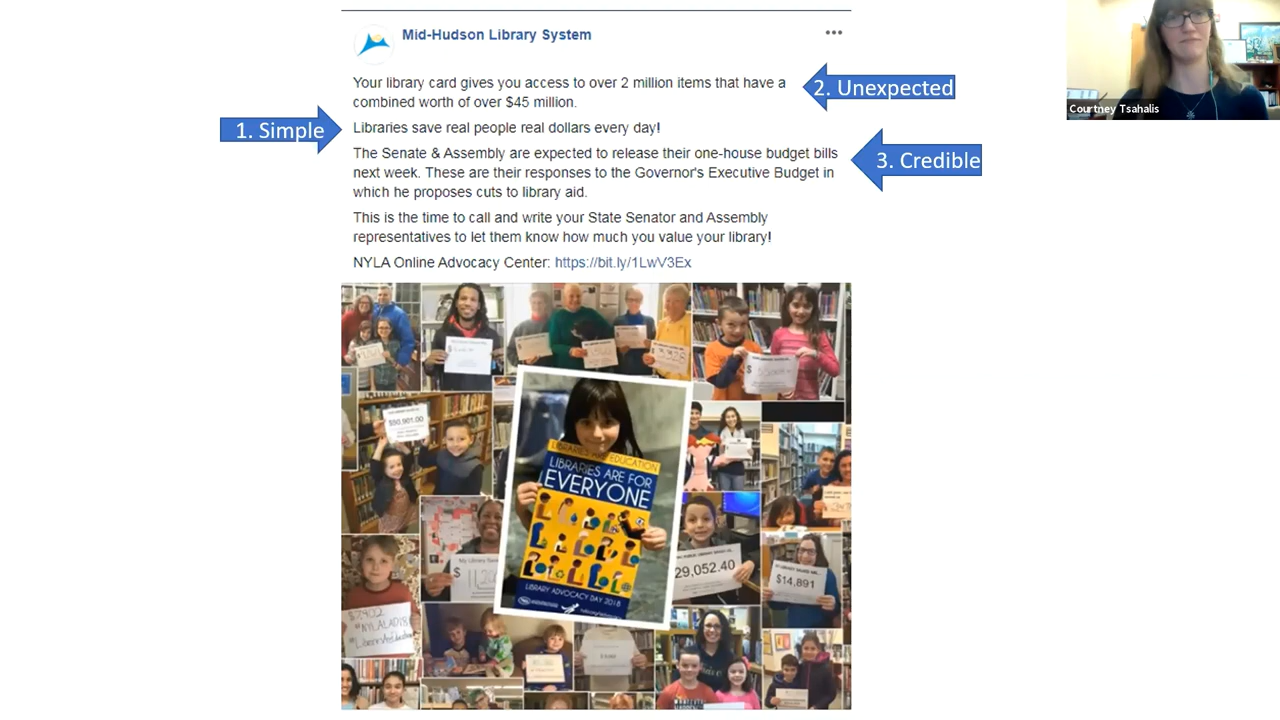 Mid-Hudson Library System
Your library card gives you access to over 2 million items that have a
combined worth of over $45 million.
2. Unexpected
1. Simple
Libraries save real people real dollars every day!
The Senate & Assembly are expected to release their one-house budget bills
next week. These are their responses to the Governor's Executive Budget in
which he proposes cuts to library aid.
3. Credible
This is the time to call and write your State Senator and Assembly
representatives to let them know how much you value your library!
NYLA Online Advocacy Center: https://bit.ly/1LwV3Ex
Courtney Tsahalis
LIBRARIES ARE EDUCATION
LIBRARIES ARE FOR
EVERYONE
LIBRARY ADVOCACY DAY 2018
29,052.40
$14,891